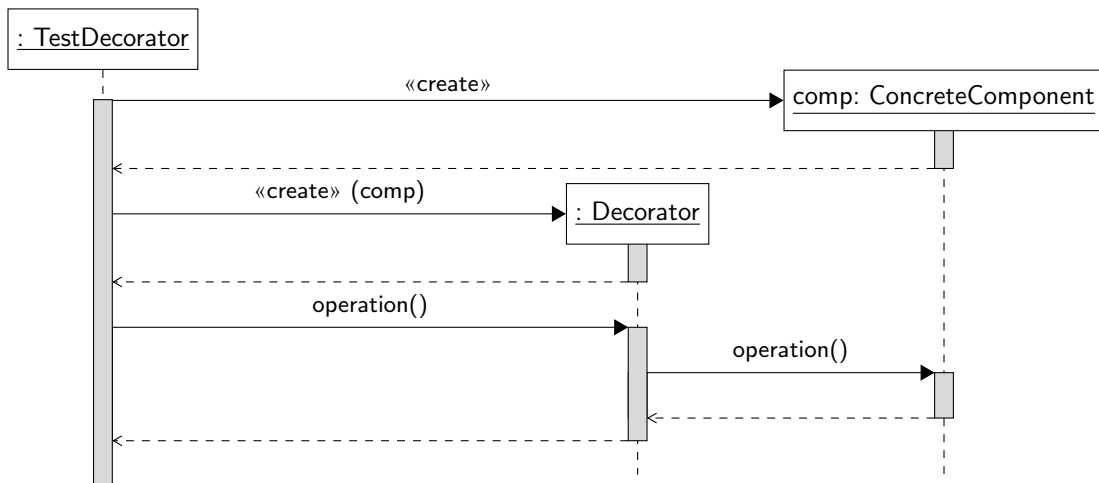 : TestDecorator
«create»
comp: ConcreteComponent
«create» (comp)
: Decorator
operation()
operation()